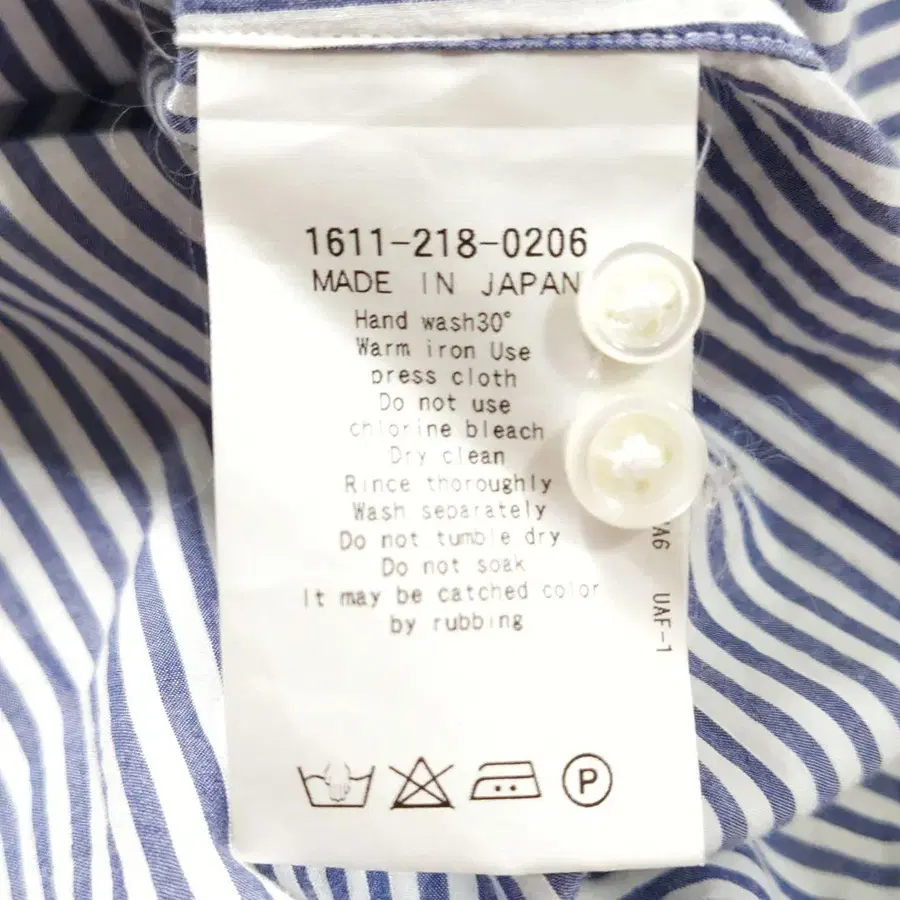 1611-218-0206
MADE IN JAPAN
Hand wash30°
Warm iron Use
press cloth
Do not use
chlorine bleach
Dry clean
Rince thoroughly
Wash separately
Do not tumble dry
Do not soak
It may be catched color
by rubbing
UAF-1
P